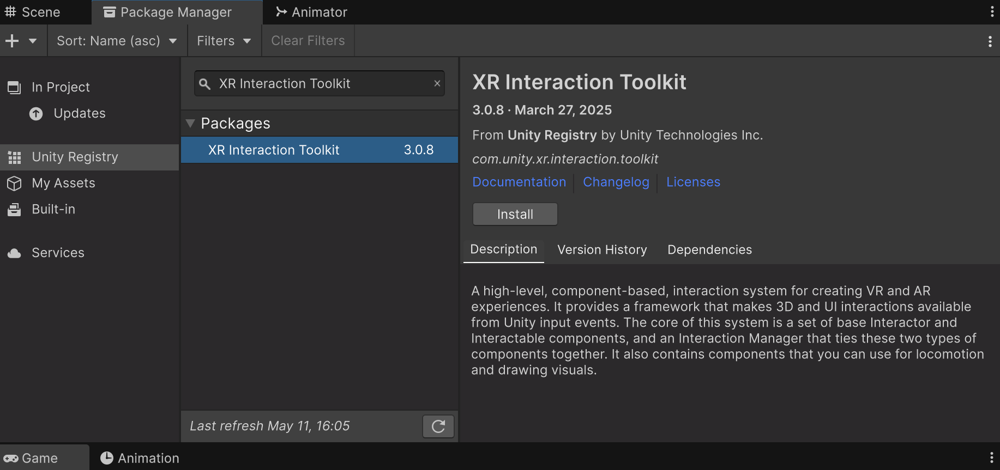 Scene
Package Manager
Animator
Sort: Name (asc)
Filters
Clear Filters
In Project
Updates
Unity Registry
My Assets
Built-in
Services
XR Interaction Toolkit
Packages
XR Interaction Toolkit 3.0.8
Last refresh May 11, 16:05
XR Interaction Toolkit
3.0.8 · March 27, 2025
From Unity Registry by Unity Technologies Inc.
com.unity.xr.interaction.toolkit
Documentation Changelog Licenses
Install
Description Version History Dependencies
A high-level, component-based, interaction system for creating VR and AR
experiences. It provides a framework that makes 3D and UI interactions available
from Unity input events. The core of this system is a set of base Interactor and
Interactable components, and an Interaction Manager that ties these two types of
components together. It also contains components that you can use for locomotion
and drawing visuals.
Game
Animation